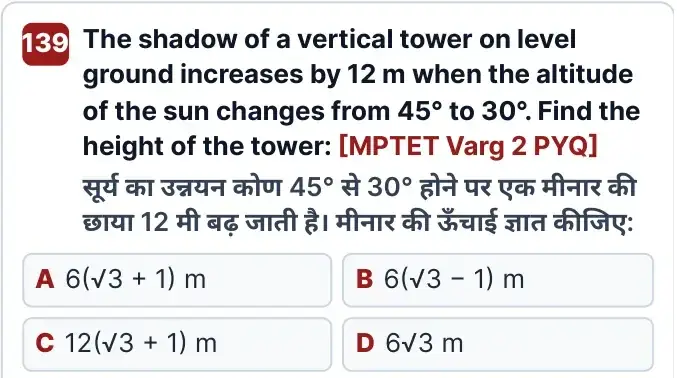 139 The shadow of a vertical tower on level
ground increases by 12 m when the altitude
of the sun changes from 45° to 30°. Find the
height of the tower: [MPTET Varg 2 PYQ]
सूर्य का उन्नयन कोण 45° से 30° होने पर एक मीनार की
छाया 12 मी बढ़ जाती है। मीनार की ऊँचाई ज्ञात कीजिए:
A 6(√3 + 1) m
B 6(√3 − 1) m
C 12(√3 + 1) m
D 6√3 m